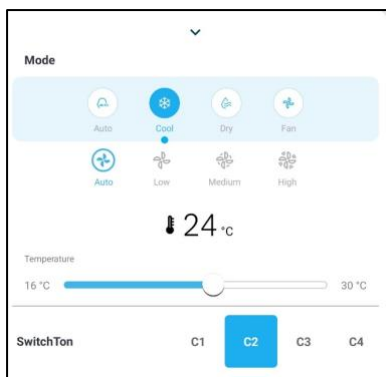 Mode
Auto Cool Dry Fan
Auto Low Medium High
24 °C
Temperature
16 °C 30 °C
SwitchTon C1 C2 C3 C4